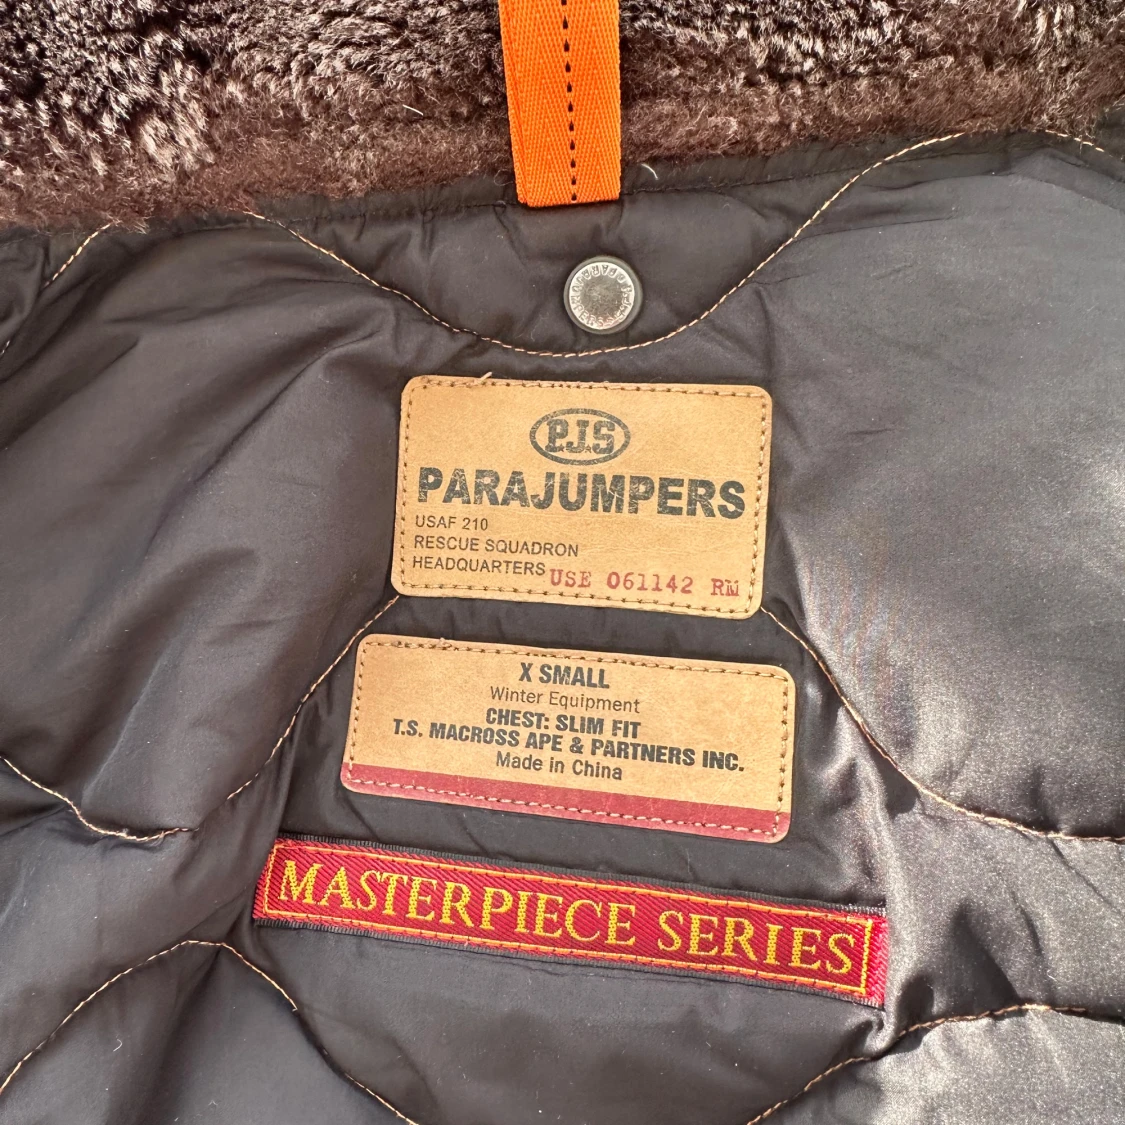 PARAJUMPERS
P.J.S
PARAJUMPERS
USAF 210
RESCUE SQUADRON
HEADQUARTERS USE 061142 RM
X SMALL
Winter Equipment
CHEST: SLIM FIT
T.S. MACROSS APE & PARTNERS INC.
Made in China
MASTERPIECE SERIES